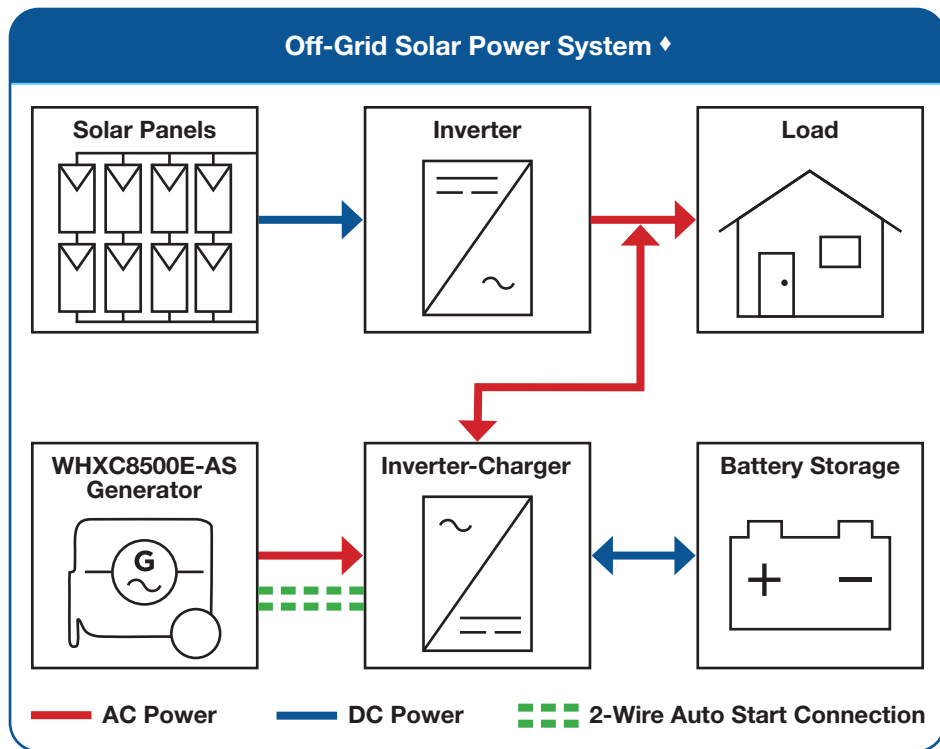 Off-Grid Solar Power System ♦
Solar Panels
Inverter
Load
WHXC8500E-AS
Generator
G
Inverter-Charger
Battery Storage
+ −
AC Power
DC Power
2-Wire Auto Start Connection